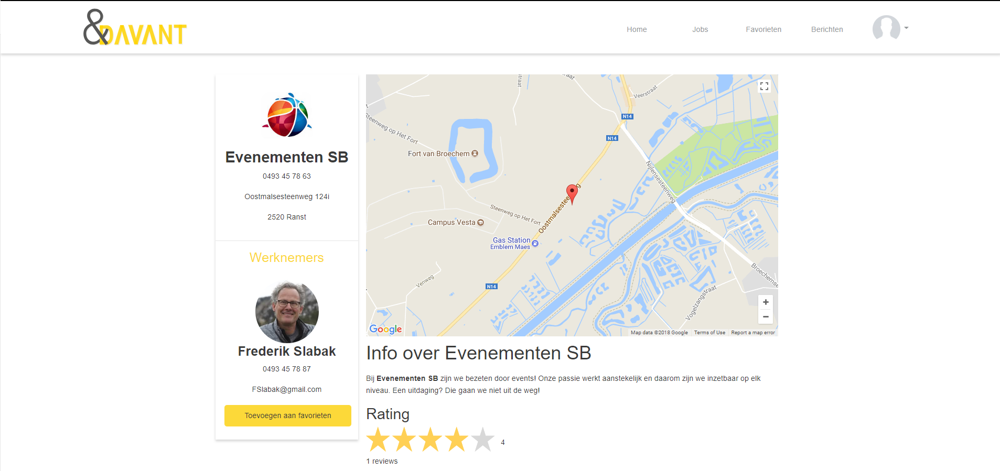 &DAVANT
Home
Jobs
Favorieten
Berichten
Evenementen SB
0493 45 78 63
Oostmalsesteenweg 124i
2520 Ranst
Werknemers
Frederik Slabak
0493 45 78 87
FSlabak@gmail.com
Toevoegen aan favorieten
straat
Veerstraat
N14
Steenweg op Het Fort
N14
Fort van Broechem
Nijlensesteenweg
Steenweg op Het Fort
Campus Vesta
Gas Station
Emblem Maes
Venweg
N14
Vogelzangstraat
Google
Map data ©2018 Google
Terms of Use
Report a map error
Info over Evenementen SB
Bij Evenementen SB zijn we bezeten door events! Onze passie werkt aanstekelijk en daarom zijn we inzetbaar op elk
niveau. Een uitdaging? Die gaan we niet uit de weg!
Rating
4
1 reviews